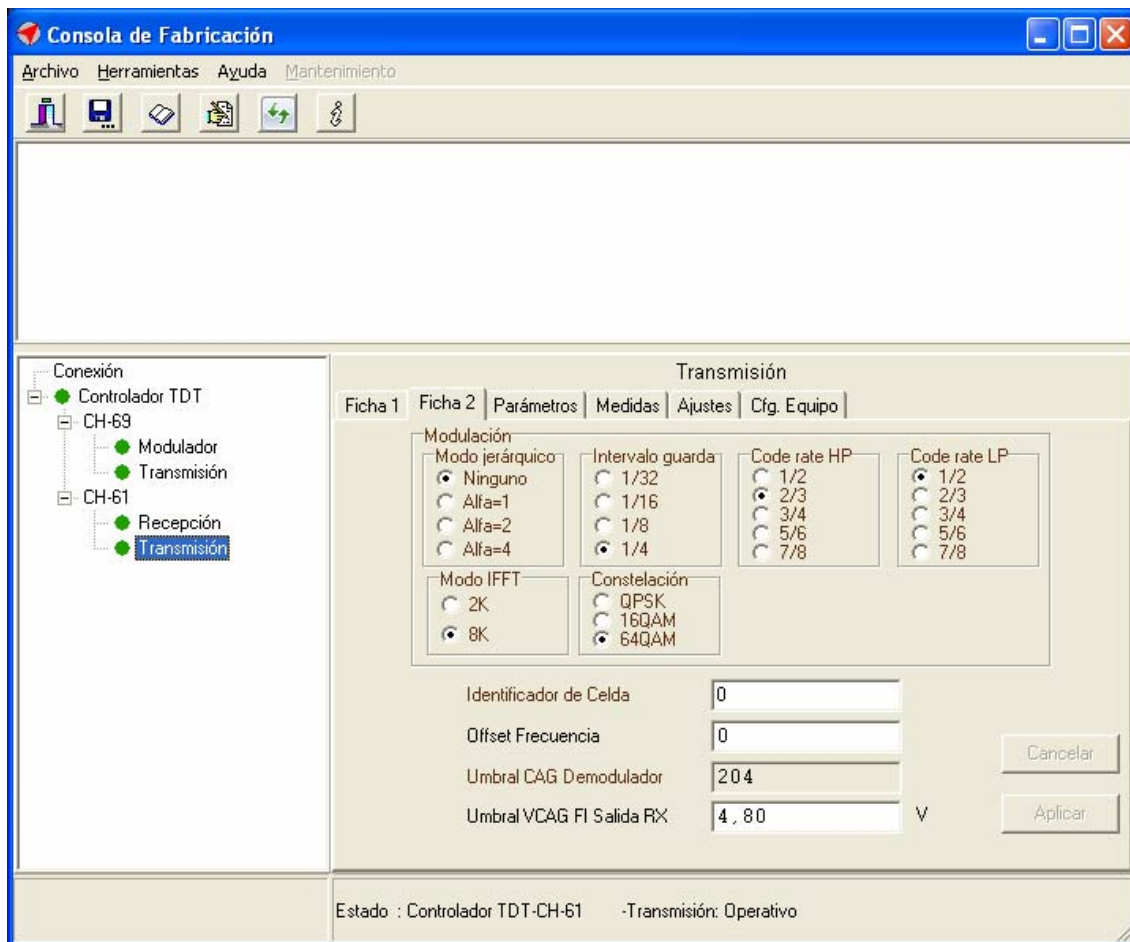 Consola de Fabricación
Archivo Herramientas Ayuda Mantenimiento
Conexión
Controlador TDT
CH-69
Modulador
Transmisión
CH-61
Recepción
Transmisión
Transmisión
Ficha 1 Ficha 2 Parámetros Medidas Ajustes Cfg. Equipo
Modulación
Modo jerárquico
Ninguno
Alfa=1
Alfa=2
Alfa=4
Intervalo guarda
1/32
1/16
1/8
1/4
Code rate HP
1/2
2/3
3/4
5/6
7/8
Code rate LP
1/2
2/3
3/4
5/6
7/8
Modo IFFT
2K
8K
Constelación
QPSK
16QAM
64QAM
Identificador de Celda 0
Offset Frecuencia 0
Umbral CAG Demodulador 204
Umbral VCAG FI Salida RX 4,80 V
Cancelar
Aplicar
Estado : Controlador TDT-CH-61 -Transmisión: Operativo